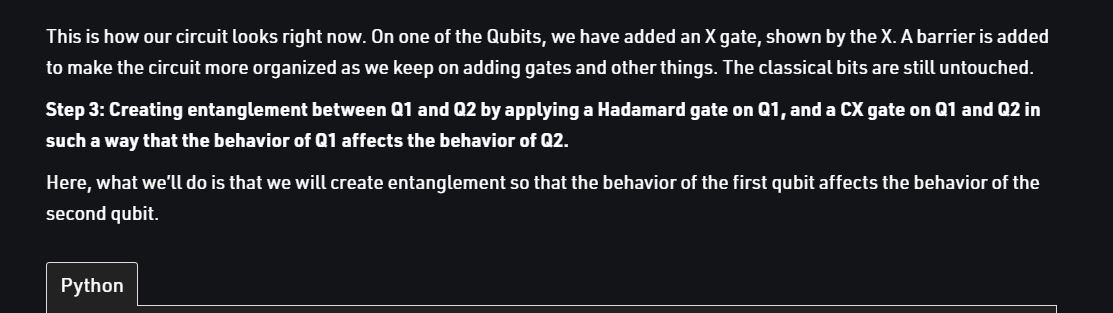 This is how our circuit looks right now. On one of the Qubits, we have added an X gate, shown by the X. A barrier is added
to make the circuit more organized as we keep on adding gates and other things. The classical bits are still untouched.
Step 3: Creating entanglement between Q1 and Q2 by applying a Hadamard gate on Q1, and a CX gate on Q1 and Q2 in
such a way that the behavior of Q1 affects the behavior of Q2.
Here, what we'll do is that we will create entanglement so that the behavior of the first qubit affects the behavior of the
second qubit.
Python